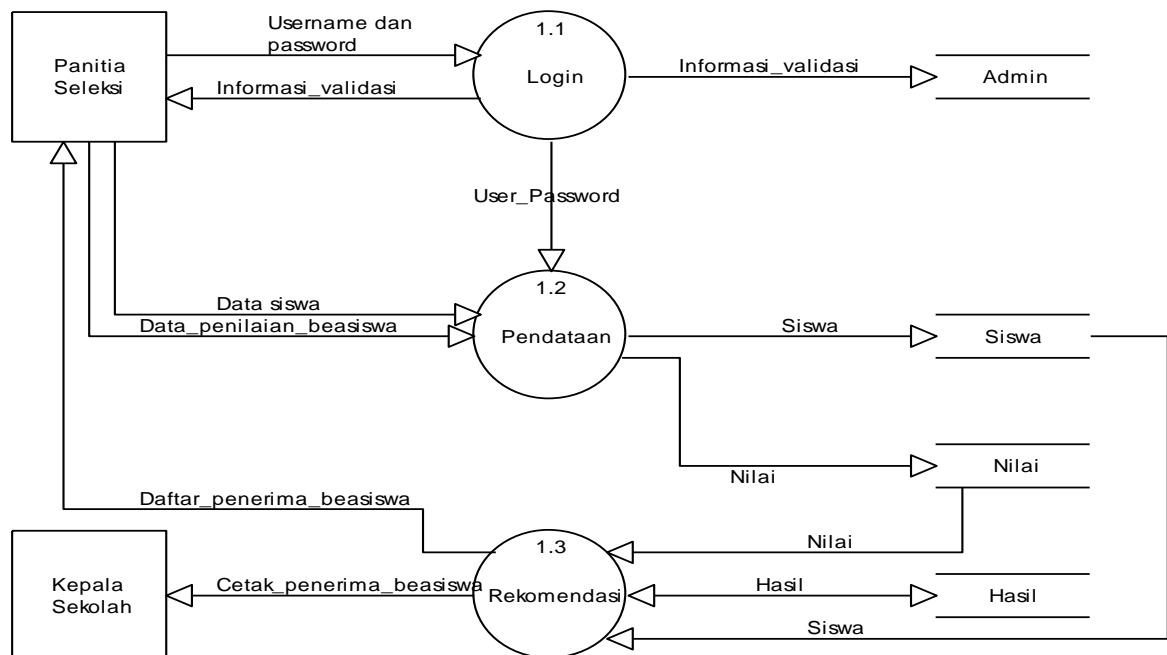 Username dan
password
1.1
Login
Panitia
Seleksi
Informasi_validasi
Admin
Informasi_validasi
User_Password
1.2
Pendataan
Data siswa
Data_penilaian_beasiswa
Siswa
Siswa
Nilai
Nilai
Daftar_penerima_beasiswa
1.3
Rekomendasi
Nilai
Kepala
Sekolah
Cetak_penerima_beasiswa
Hasil
Hasil
Siswa